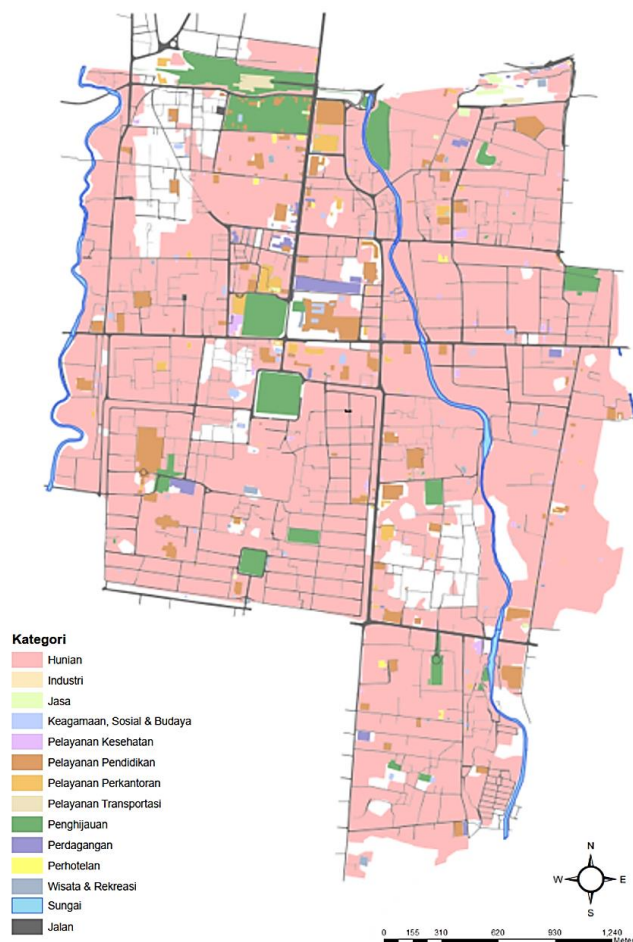 Kategori
Hunian
Industri
Jasa
Keagamaan, Sosial & Budaya
Pelayanan Kesehatan
Pelayanan Pendidikan
Pelayanan Perkantoran
Pelayanan Transportasi
Penghijauan
Perdagangan
Perhotelan
Wisata & Rekreasi
Sungai
Jalan
N
W E
S
0 155 310 620 930 1,240